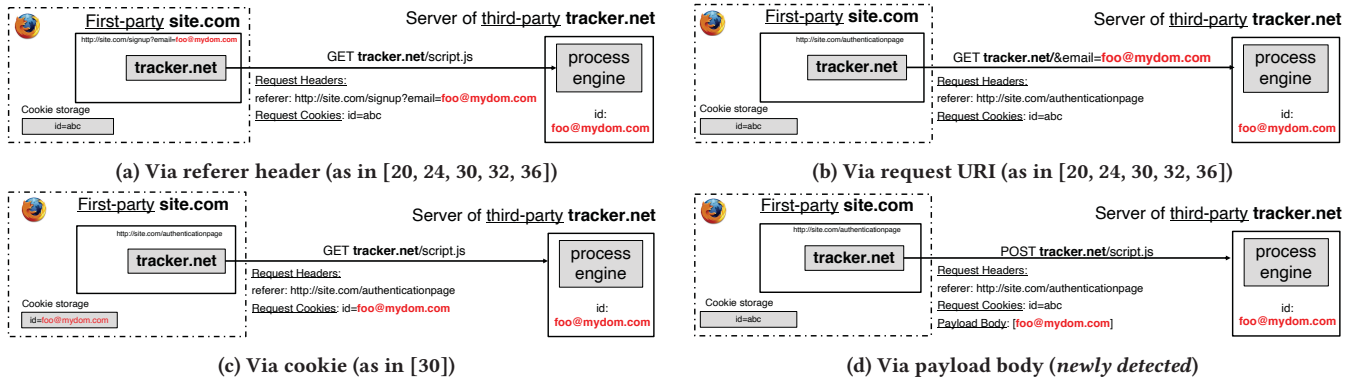 First-party site.com
Server of third-party tracker.net
http://site.com/signup?email=foo@mydom.com
tracker.net
GET tracker.net/script.js
Request Headers:
referer: http://site.com/signup?email=foo@mydom.com
Request Cookies: id=abc
process
engine
id:
foo@mydom.com
Cookie storage
id=abc
(a) Via referer header (as in [20, 24, 30, 32, 36])
First-party site.com
Server of third-party tracker.net
http://site.com/authenticationpage
tracker.net
GET tracker.net/&email=foo@mydom.com
Request Headers:
referer: http://site.com/authenticationpage
Request Cookies: id=abc
process
engine
id:
foo@mydom.com
Cookie storage
id=abc
(b) Via request URI (as in [20, 24, 30, 32, 36])
First-party site.com
Server of third-party tracker.net
http://site.com/authenticationpage
tracker.net
GET tracker.net/script.js
Request Headers:
referer: http://site.com/authenticationpage
Request Cookies: id=foo@mydom.com
process
engine
id:
foo@mydom.com
Cookie storage
id=foo@mydom.com
(c) Via cookie (as in [30])
First-party site.com
Server of third-party tracker.net
http://site.com/authenticationpage
tracker.net
POST tracker.net/script.js
Request Headers:
referer: http://site.com/authenticationpage
Request Cookies: id=abc
Payload Body: [foo@mydom.com]
process
engine
id:
foo@mydom.com
Cookie storage
id=abc
(d) Via payload body (newly detected)